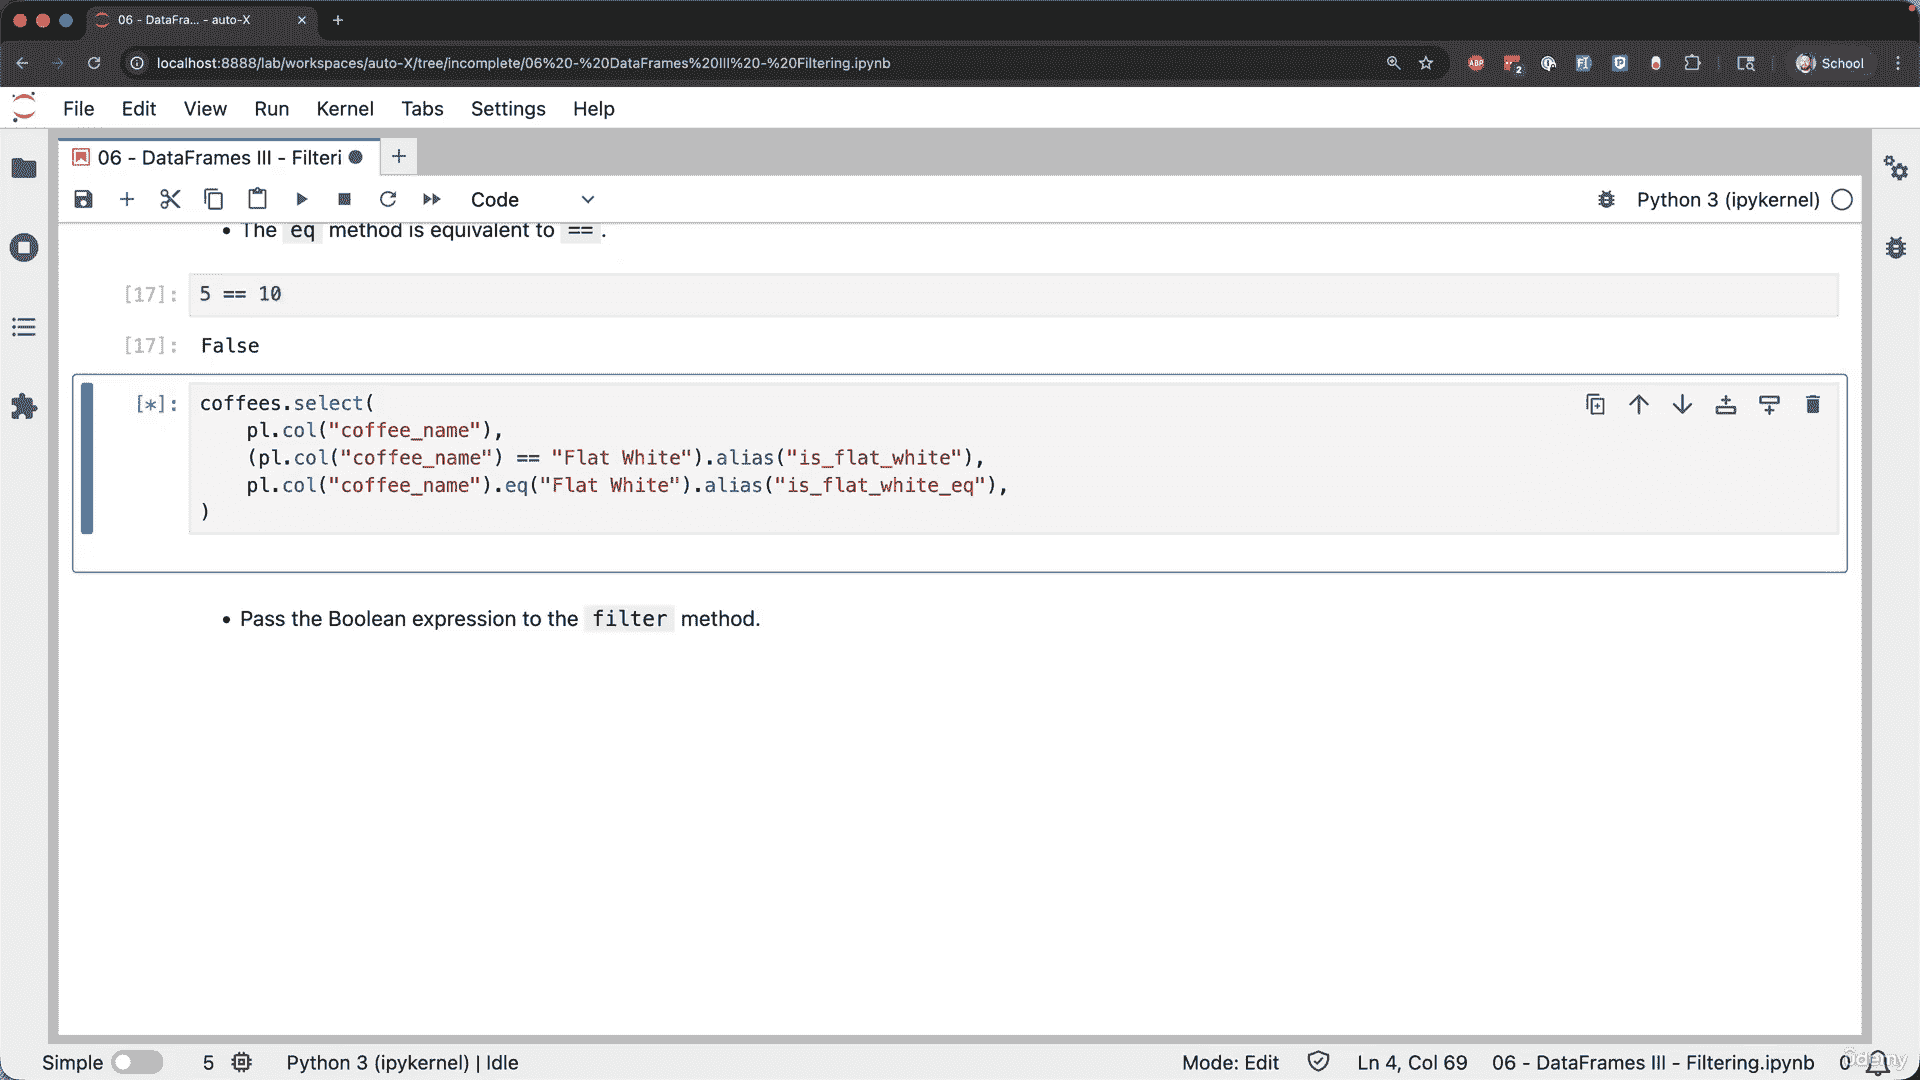 06 - DataFra... - auto-X
localhost:8888/lab/workspaces/auto-X/tree/incomplete/06%20-%20DataFrames%20III%20-%20Filtering.ipynb
ABP
2
School
File Edit View Run Kernel Tabs Settings Help
06 - DataFrames III - Filteri
Code
Python 3 (ipykernel)
• The eq method is equivalent to ==.
[17]: 5 == 10
[17]: False
[*]: coffees.select(
pl.col("coffee_name"),
(pl.col("coffee_name") == "Flat White").alias("is_flat_white"),
pl.col("coffee_name").eq("Flat White").alias("is_flat_white_eq"),
)
• Pass the Boolean expression to the filter method.
Simple 5 Python 3 (ipykernel) | Idle Mode: Edit Ln 4, Col 69 06 - DataFrames III - Filtering.ipynb 0
udemy